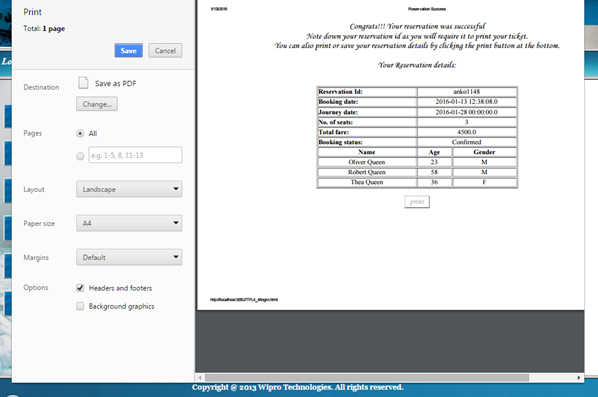 Print
Total: 1 page
Save
Cancel
Destination
Save as PDF
Change...
Pages
All
e.g. 1-5, 8, 11-13
Layout
Landscape
Paper size
A4
Margins
Default
Options
Headers and footers
Background graphics
Lo
1/13/2016
Reservation Success
Congrats!!! Your reservation was successful
Note down your reservation id as you will require it to print your ticket.
You can also print or save your reservation details by clicking the print button at the bottom.
Your Reservation details:
Reservation Id: anko1148
Booking date: 2016-01-13 12:38:08.0
Journey date: 2016-01-28 00:00:00.0
No. of seats: 3
Total fare: 4500.0
Booking status: Confirmed
Name Age Gender
Oliver Queen 23 M
Robert Queen 58 M
Thea Queen 36 F
print
Copyright @ 2013 Wipro Technologies. All rights reserved.